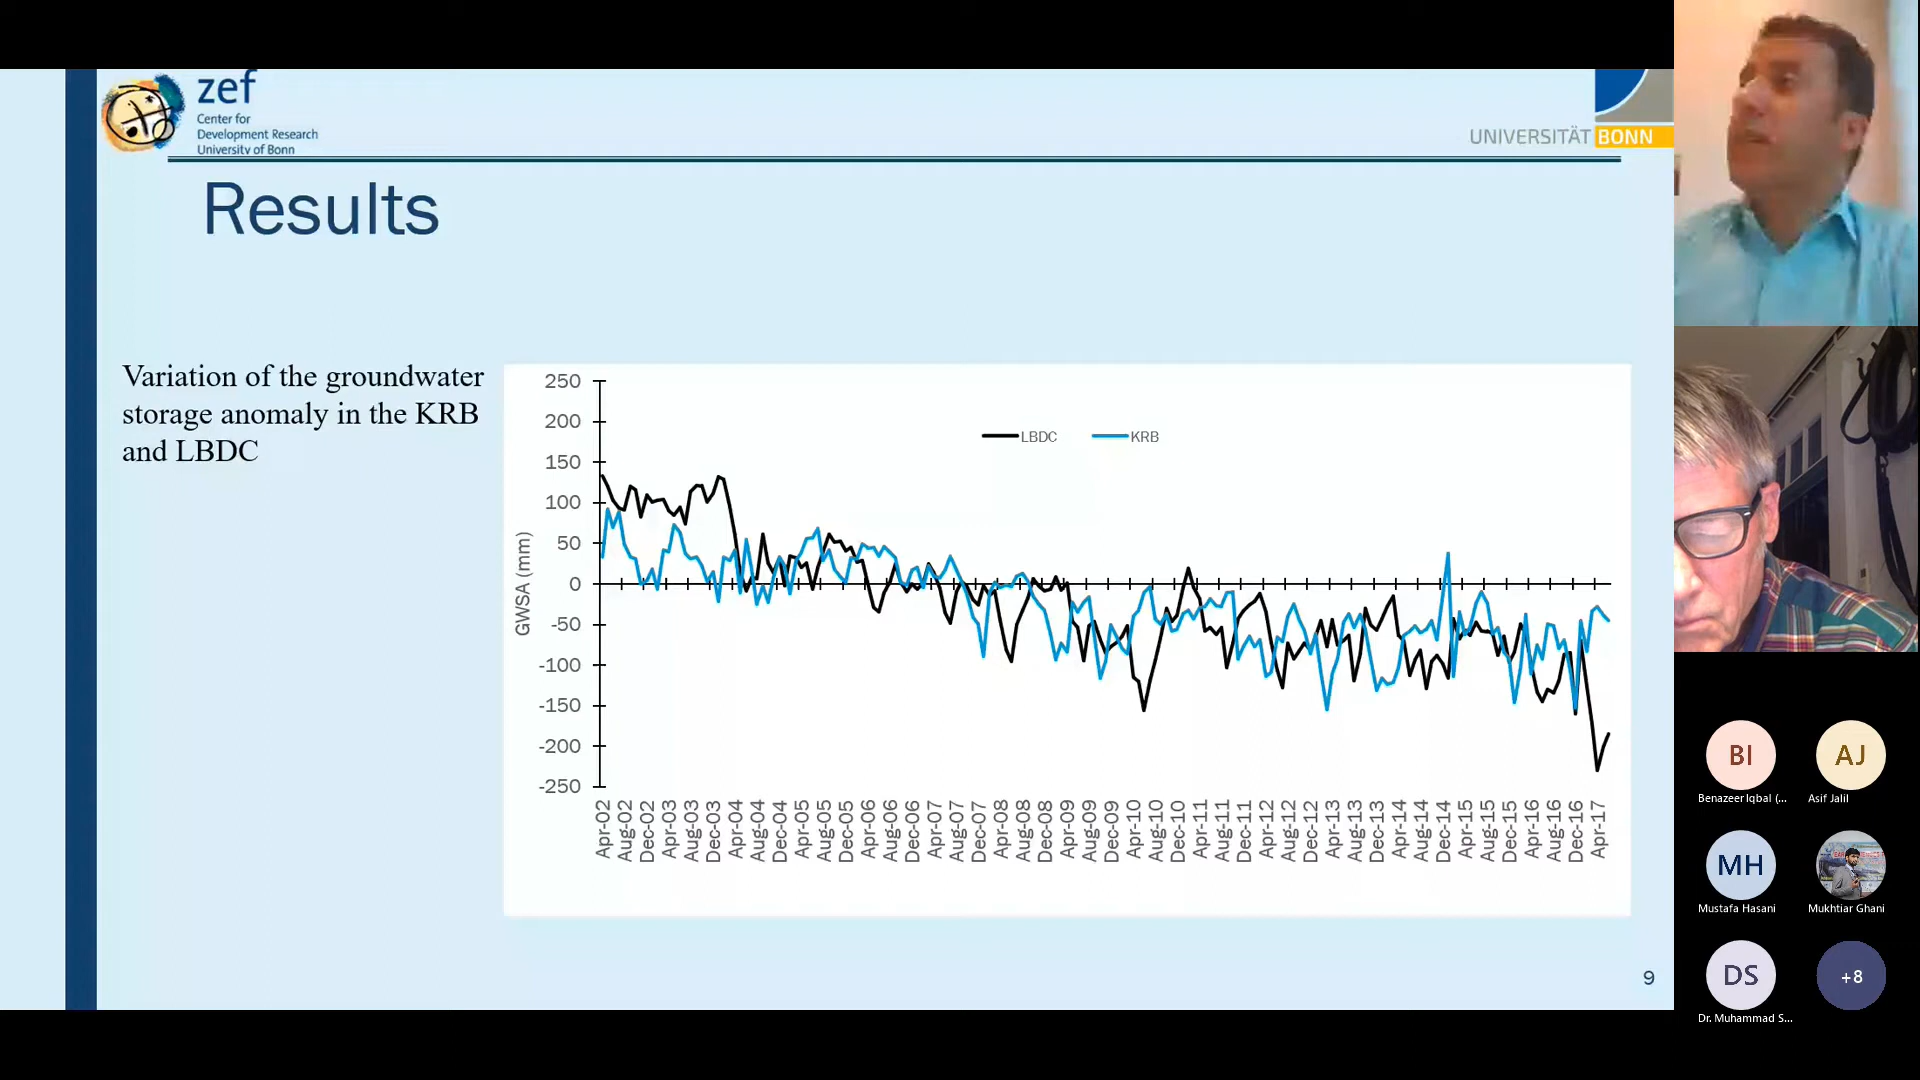 zef
Center for
Development Research
University of Bonn
UNIVERSITÄT BONN
Results
Variation of the groundwater
storage anomaly in the KRB
and LBDC
LBDC KRB
GWSA (mm)
250
200
150
100
50
0
-50
-100
-150
-200
-250
Apr-02 Aug-02 Dec-02 Apr-03 Aug-03 Dec-03 Apr-04 Aug-04 Dec-04 Apr-05 Aug-05 Dec-05 Apr-06 Aug-06 Dec-06 Apr-07 Aug-07 Dec-07 Apr-08 Aug-08 Dec-08 Apr-09 Aug-09 Dec-09 Apr-10 Aug-10 Dec-10 Apr-11 Aug-11 Dec-11 Apr-12 Aug-12 Dec-12 Apr-13 Aug-13 Dec-13 Apr-14 Aug-14 Dec-14 Apr-15 Aug-15 Dec-15 Apr-16 Aug-16 Dec-16 Apr-17
9
BI AJ
Benazeer Iqbal (... Asif Jalil
MH
Mustafa Hasani Mukhtiar Ghani
DS +8
Dr. Muhammad S...